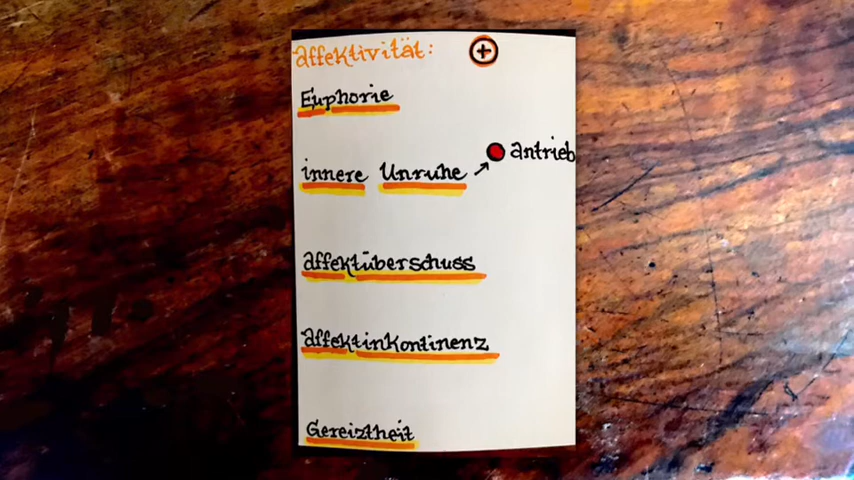 affektivität: +
Euphorie
innere Unruhe → antrieb
affektüberschuss
affektinkontinenz
Gereiztheit